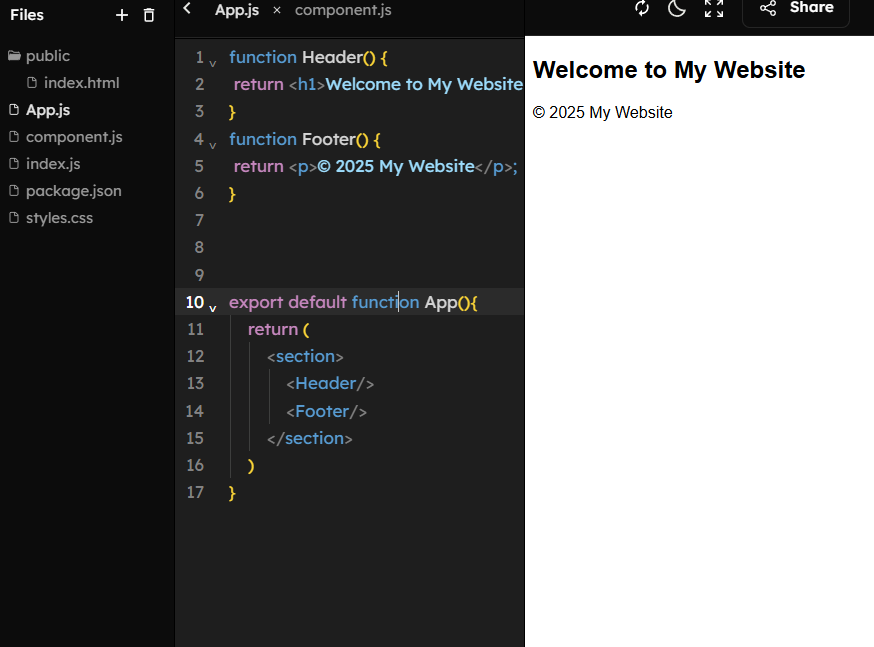 Files
public
index.html
App.js
component.js
index.js
package.json
styles.css
App.js × component.js
1 function Header() {
2 return <h1>Welcome to My Website
3 }
4 function Footer() {
5 return <p>© 2025 My Website</p>;
6 }
7
8
9
10 export default function App(){
11 return (
12 <section>
13 <Header/>
14 <Footer/>
15 </section>
16 )
17 }
Share
Welcome to My Website
© 2025 My Website